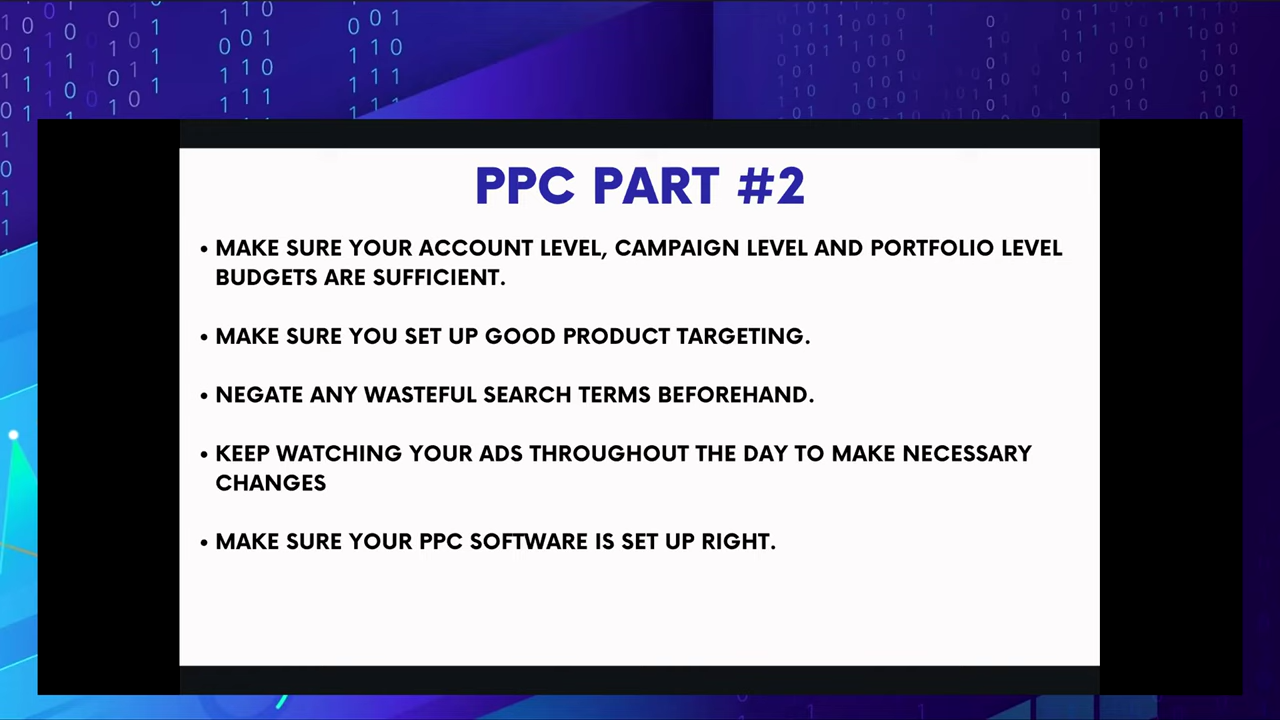 PPC PART #2
• MAKE SURE YOUR ACCOUNT LEVEL, CAMPAIGN LEVEL AND PORTFOLIO LEVEL
BUDGETS ARE SUFFICIENT.
• MAKE SURE YOU SET UP GOOD PRODUCT TARGETING.
• NEGATE ANY WASTEFUL SEARCH TERMS BEFOREHAND.
• KEEP WATCHING YOUR ADS THROUGHOUT THE DAY TO MAKE NECESSARY
CHANGES
• MAKE SURE YOUR PPC SOFTWARE IS SET UP RIGHT.